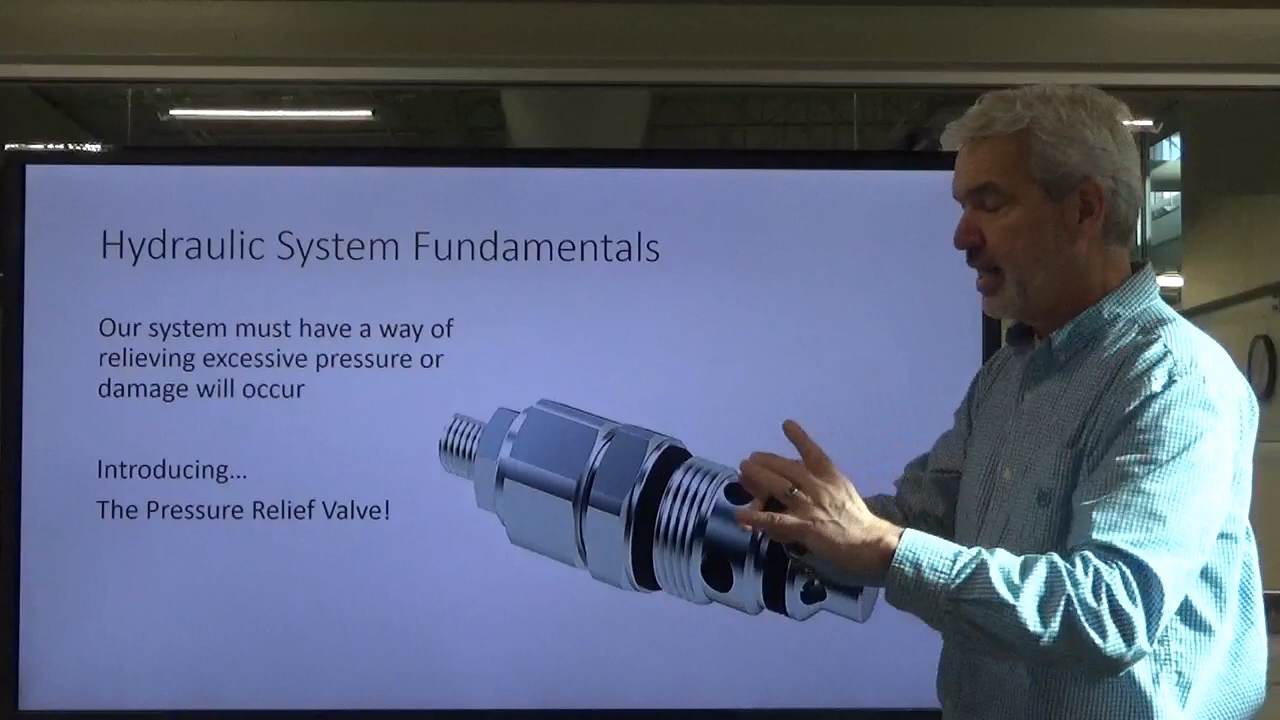 Hydraulic System Fundamentals
Our system must have a way of
relieving excessive pressure or
damage will occur
Introducing...
The Pressure Relief Valve!